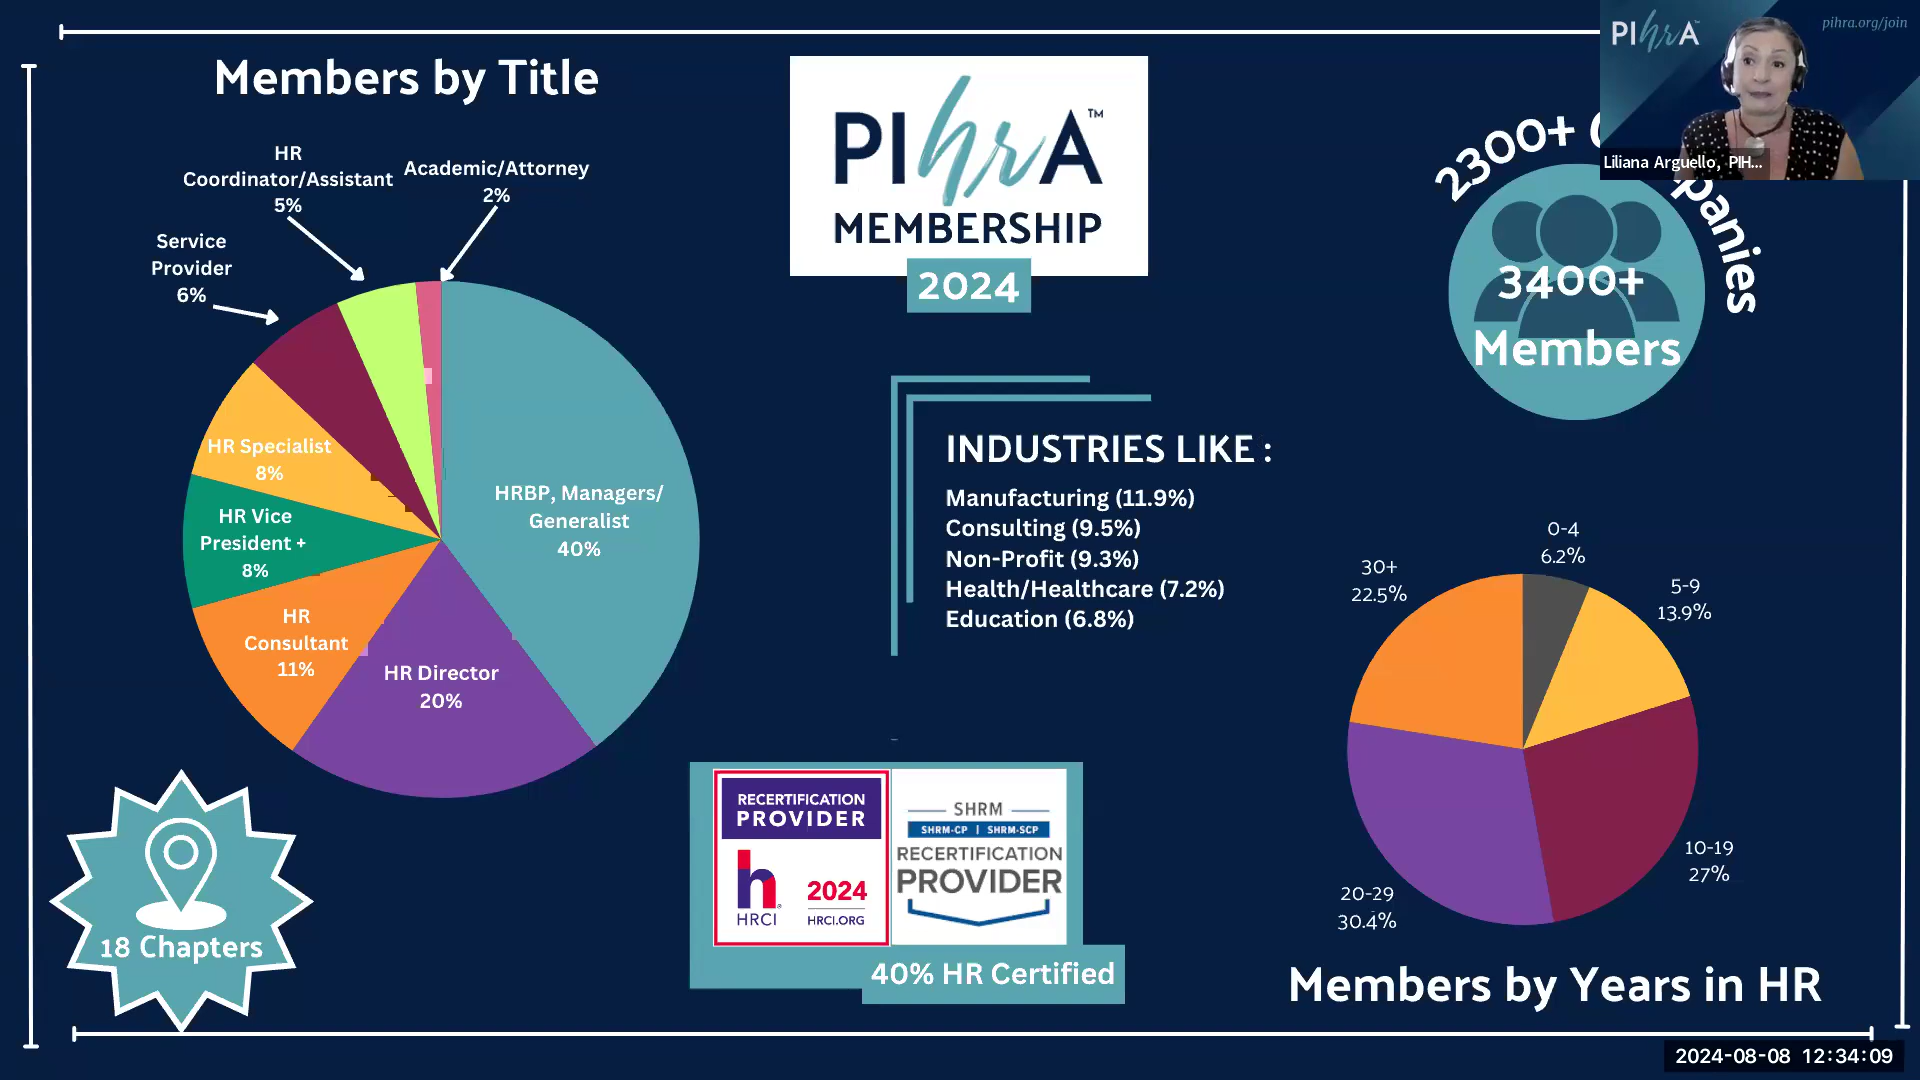 Members by Title
HR
Coordinator/Assistant
5%
Academic/Attorney
2%
Service
Provider
6%
HR Specialist
8%
HR Vice
President +
8%
HR
Consultant
11%
HR Director
20%
HRBP, Managers/
Generalist
40%
18 Chapters
PIhrA™
MEMBERSHIP
2024
INDUSTRIES LIKE :
Manufacturing (11.9%)
Consulting (9.5%)
Non-Profit (9.3%)
Health/Healthcare (7.2%)
Education (6.8%)
RECERTIFICATION
PROVIDER
h
HRCI
2024
HRCI.ORG
SHRM
SHRM-CP | SHRM-SCP
RECERTIFICATION
PROVIDER
40% HR Certified
PIhrA
pihra.org/join
Liliana Arguello, PIH...
2300+
3400+
Members
0-4
6.2%
5-9
13.9%
10-19
27%
20-29
30.4%
30+
22.5%
Members by Years in HR
2024-08-08 12:34:09